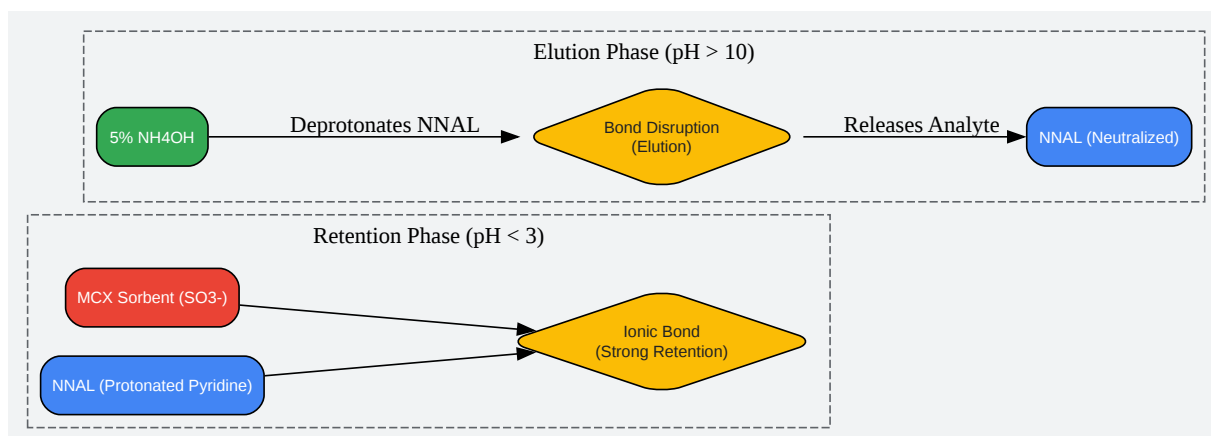 Elution Phase (pH > 10)
5% NH4OH
Deprotonates NNAL
Bond Disruption
(Elution)
Releases Analyte
NNAL (Neutralized)
Retention Phase (pH < 3)
MCX Sorbent (SO3-)
NNAL (Protonated Pyridine)
Ionic Bond
(Strong Retention)